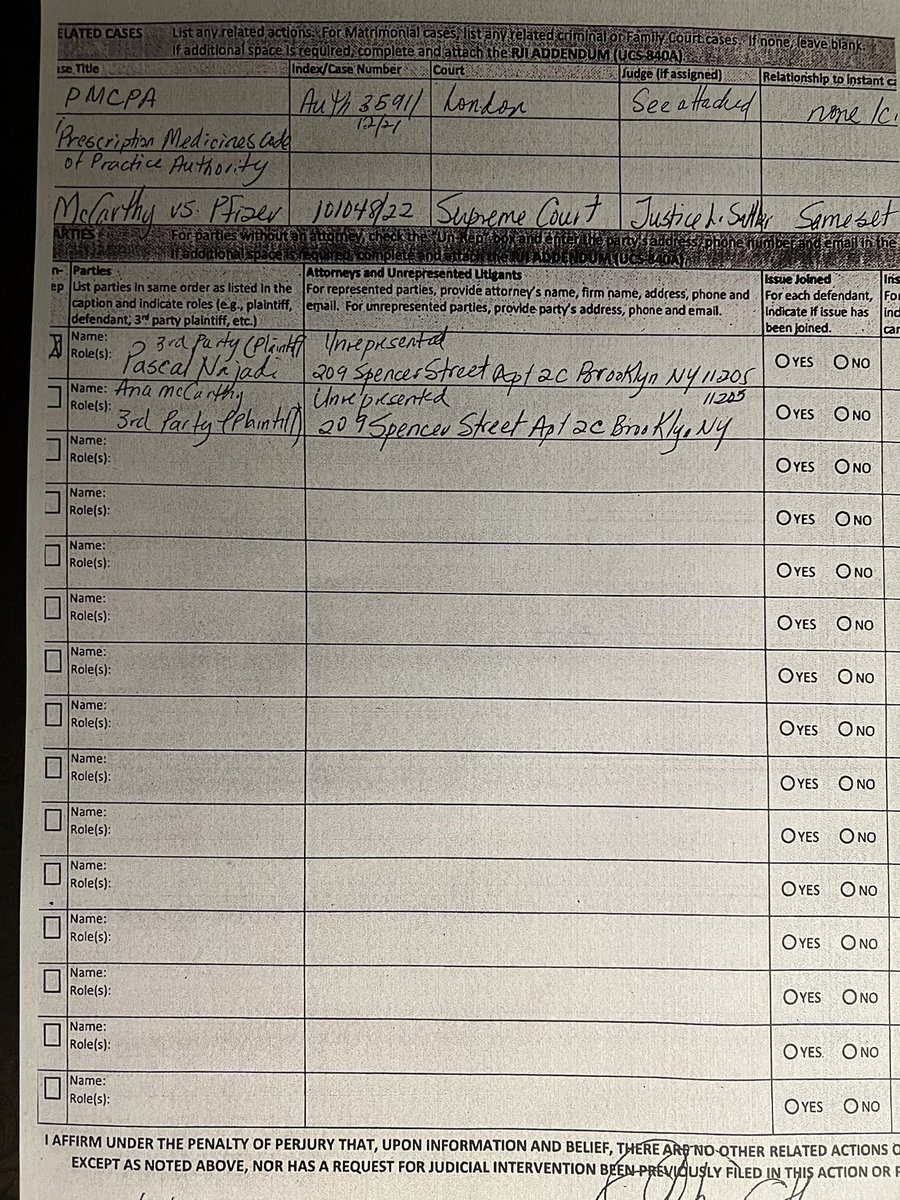 ELATED CASES List any related actions. For Matrimonial cases, list any related criminal or Family Court cases. If none, leave blank.
If additional space is required, complete and attach the RJI ADDENDUM (UCS-840A)
se Title Index/Case Number Court Judge (if assigned) Relationship to instant ca
PMCPA Auth 3591/ London See attached none
12/21
Prescription Medicines Code
of Practice Authority
McCarthy vs. Pfizer 101048/22 Supreme Court Justice L. Same set
ARTIES For parties without an attorney, check the "Un-Rep" box and enter the party's address, phone number and email in the
If additional space is required, complete and attach the RJI ADDENDUM (UCS-840A).
n- Parties Attorneys and Unrepresented Litigants Issue Joined Ins
ep List parties in same order as listed in the For represented parties, provide attorney's name, firm name, address, phone and For each defendant, For
caption and indicate roles (e.g., plaintiff, email. For unrepresented parties, provide party's address, phone and email. indicate if issue has ind
defendant, 3rd party plaintiff, etc.) been joined. car
Name: 3rd Party (Plaintiff Unrepresented
Role(s): Pascal Najadi 209 Spencer Street Apt 2C Brooklyn NY 11205 YES NO
Name: Ana McCarthy Unrepresented 11205
Role(s): 3rd Party (Plaintiff) 209 Spencer Street Apt 2C Brooklyn, NY YES NO
Name:
Role(s): YES NO
Name:
Role(s): YES NO
Name:
Role(s): YES NO
Name:
Role(s): YES NO
Name:
Role(s): YES NO
Name:
Role(s): YES NO
Name:
Role(s): YES NO
Name:
Role(s): YES NO
Name:
Role(s): YES NO
Name:
Role(s): YES NO
Name:
Role(s): YES NO
Name:
Role(s): YES NO
Name:
Role(s): YES NO
I AFFIRM UNDER THE PENALTY OF PERJURY THAT, UPON INFORMATION AND BELIEF, THERE ARE NO OTHER RELATED ACTIONS O
EXCEPT AS NOTED ABOVE, NOR HAS A REQUEST FOR JUDICIAL INTERVENTION BEEN PREVIOUSLY FILED IN THIS ACTION OR P